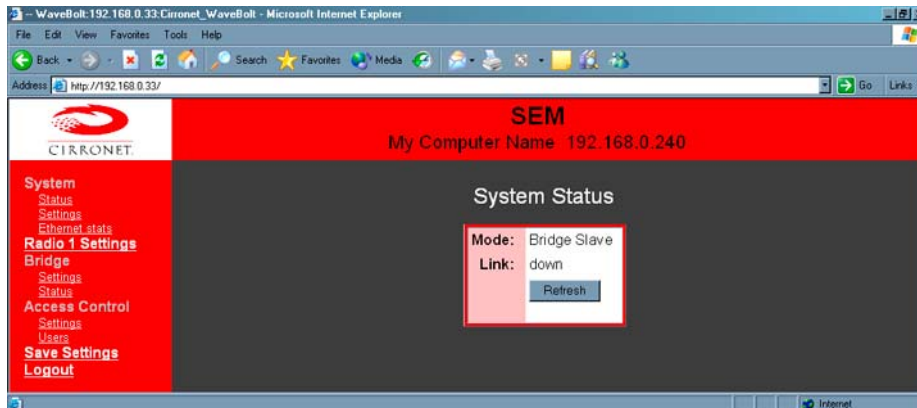 -- WaveBolt:192.168.0.33:Cirronet_WaveBolt - Microsoft Internet Explorer
File Edit View Favorites Tools Help
Back Search Favorites Media
Address http://192.168.0.33/ Go Links
CIRRONET.
SEM
My Computer Name 192.168.0.240
System
Status
Settings
Ethernet stats
Radio 1 Settings
Bridge
Settings
Status
Access Control
Settings
Users
Save Settings
Logout
System Status
Mode: Bridge Slave
Link: down
Refresh
Internet